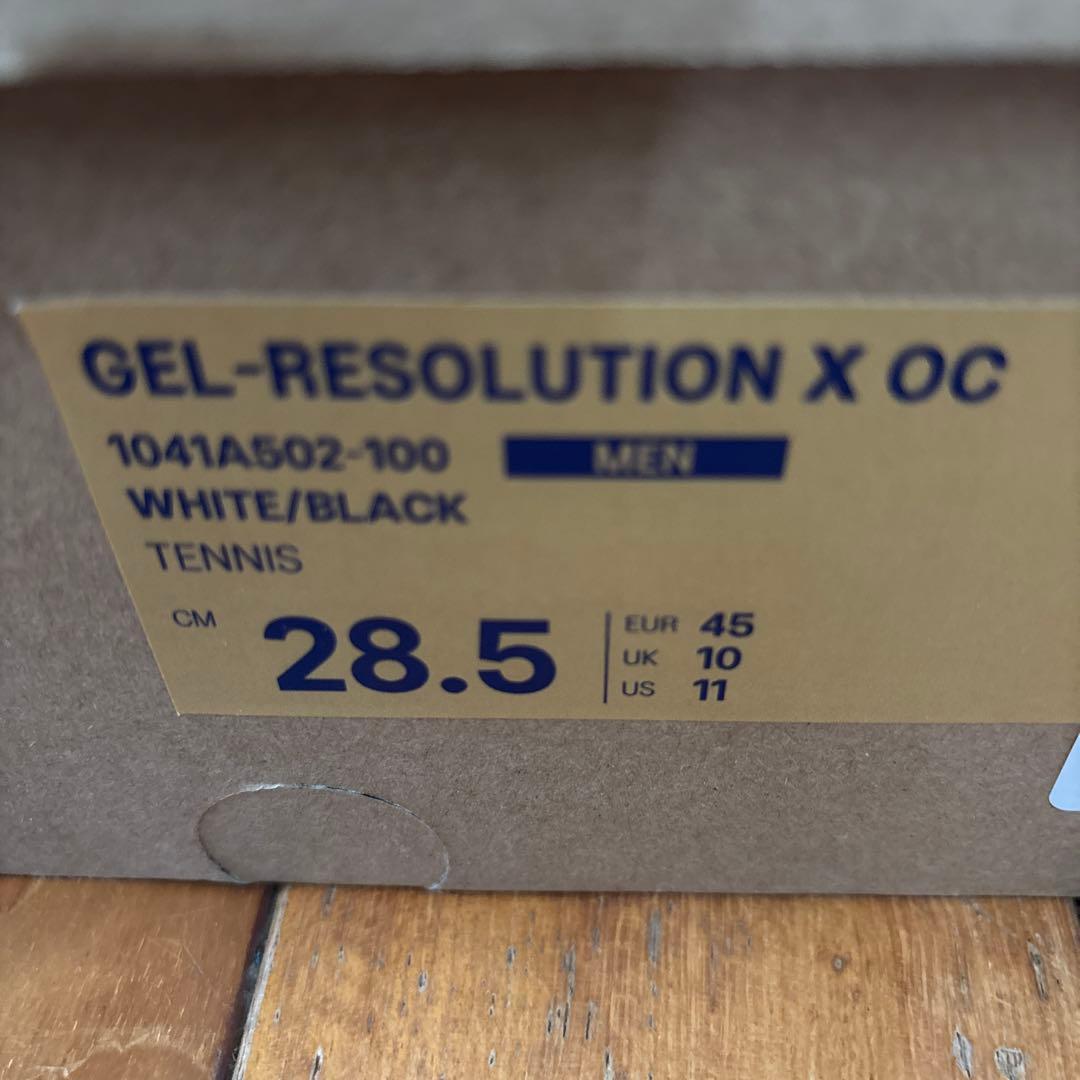 GEL-RESOLUTION X OC
1041A502-100 MEN
WHITE/BLACK
TENNIS
CM 28.5
EUR 45
UK 10
US 11